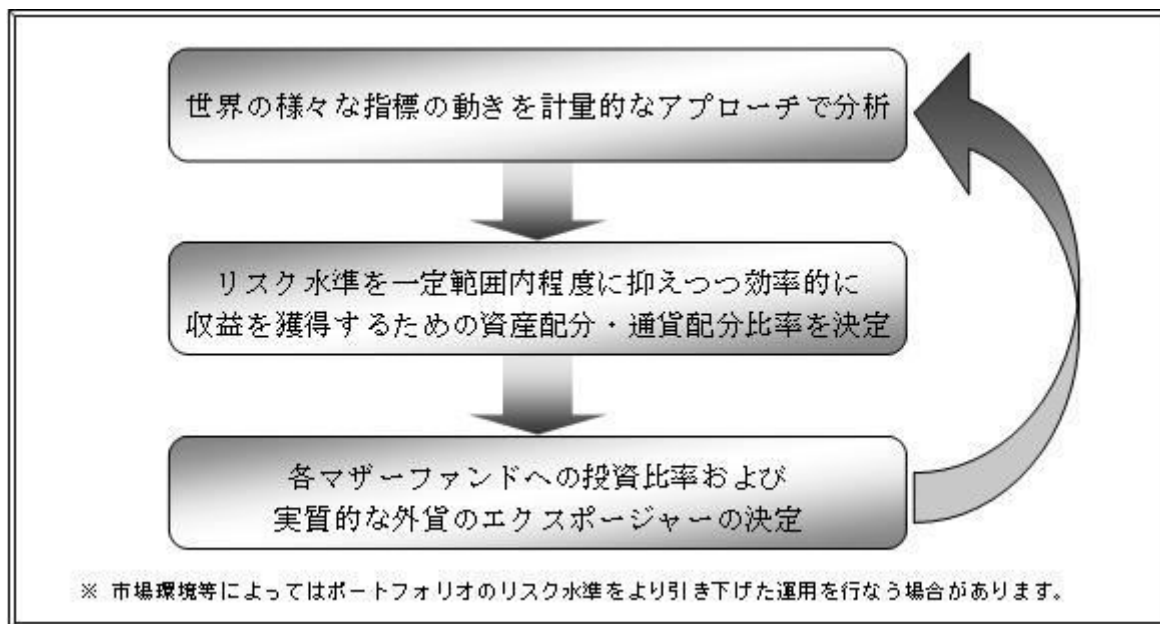 世界の様々な指標の動きを計量的なアプローチで分析
リスク水準を一定範囲内程度に抑えつつ効率的に
収益を獲得するための資産配分・通貨配分比率を決定
各マザーファンドへの投資比率および
実質的な外貨のエクスポージャーの決定
※ 市場環境等によってはポートフォリオのリスク水準をより引き下げた運用を行なう場合があります。